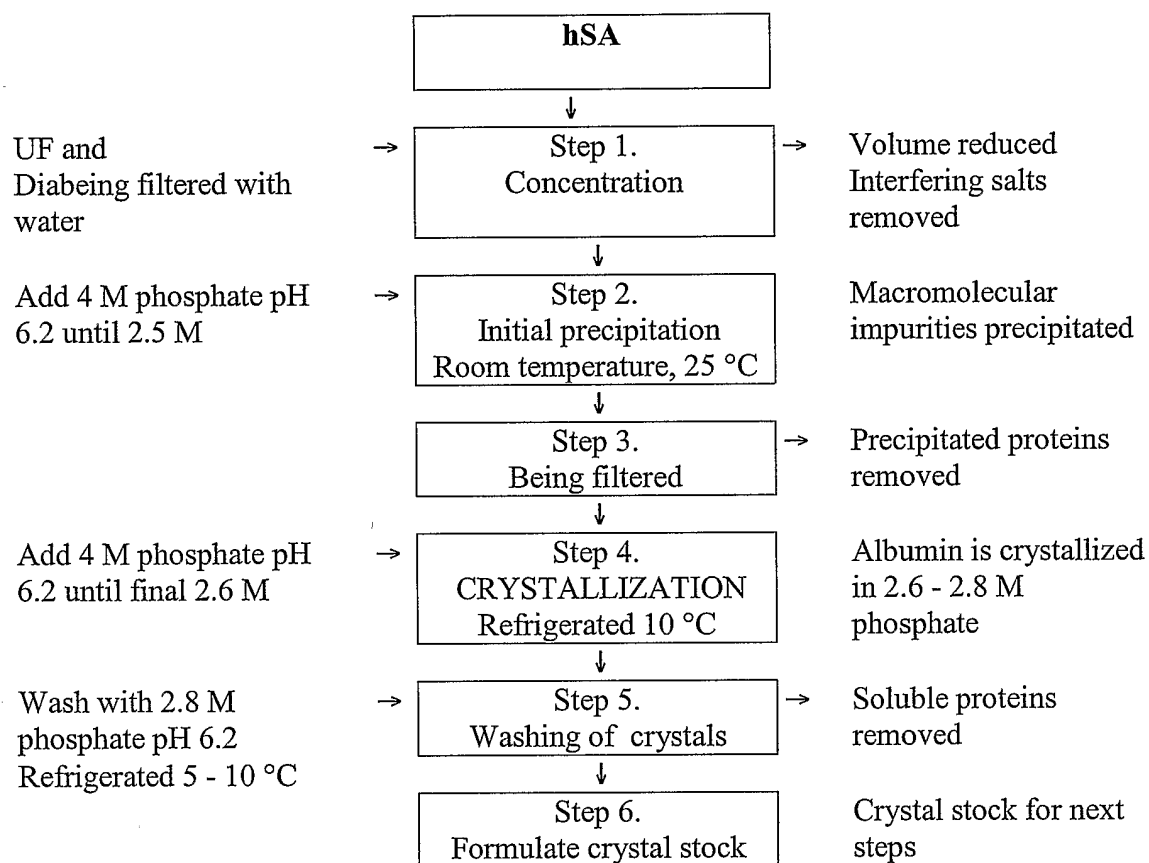 hSA
↓
UF and
Diabeing filtered with
water
→
Step 1.
Concentration
→
Volume reduced
Interfering salts
removed
↓
Add 4 M phosphate pH
6.2 until 2.5 M
→
Step 2.
Initial precipitation
Room temperature, 25 °C
Macromolecular
impurities precipitated
↓
Step 3.
Being filtered
→
Precipitated proteins
removed
↓
Add 4 M phosphate pH
6.2 until final 2.6 M
→
Step 4.
CRYSTALLIZATION
Refrigerated 10 °C
Albumin is crystallized
in 2.6 - 2.8 M
phosphate
↓
Wash with 2.8 M
phosphate pH 6.2
Refrigerated 5 - 10 °C
→
Step 5.
Washing of crystals
→
Soluble proteins
removed
↓
Step 6.
Formulate crystal stock
Crystal stock for next
steps